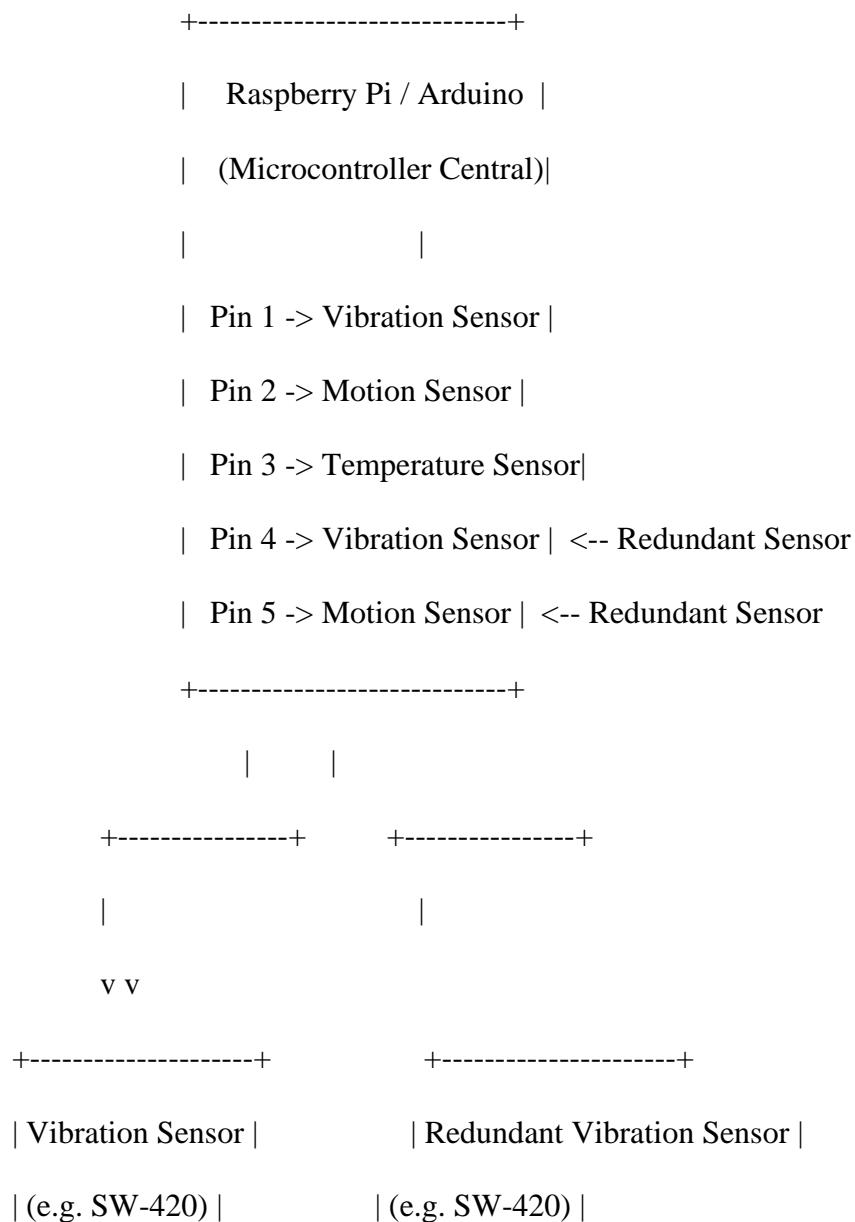 +-----------------------------+
| Raspberry Pi / Arduino |
| (Microcontroller Central)|
| |
| Pin 1 -> Vibration Sensor |
| Pin 2 -> Motion Sensor |
| Pin 3 -> Temperature Sensor|
| Pin 4 -> Vibration Sensor | <-- Redundant Sensor
| Pin 5 -> Motion Sensor | <-- Redundant Sensor
+-----------------------------+
| |
+----------------+ +----------------+
| |
v v
+---------------------+ +----------------------+
| Vibration Sensor | | Redundant Vibration Sensor |
| (e.g. SW-420) | | (e.g. SW-420) |